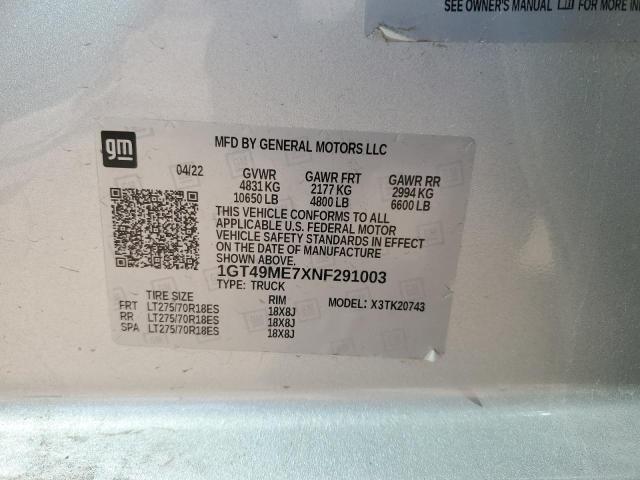 SEE OWNER'S MANUAL FOR MORE IN
gm
MFD BY GENERAL MOTORS LLC
04/22 GVWR GAWR FRT GAWR RR
4831 KG 2177 KG 2994 KG
10650 LB 4800 LB 6600 LB
THIS VEHICLE CONFORMS TO ALL
APPLICABLE U.S. FEDERAL MOTOR
VEHICLE SAFETY STANDARDS IN EFFECT
ON THE DATE OF MANUFACTURE
SHOWN ABOVE.
1GT49ME7XNF291003
TYPE: TRUCK
TIRE SIZE RIM MODEL: X3TK20743
FRT LT275/70R18ES 18X8J
RR LT275/70R18ES 18X8J
SPA LT275/70R18ES 18X8J